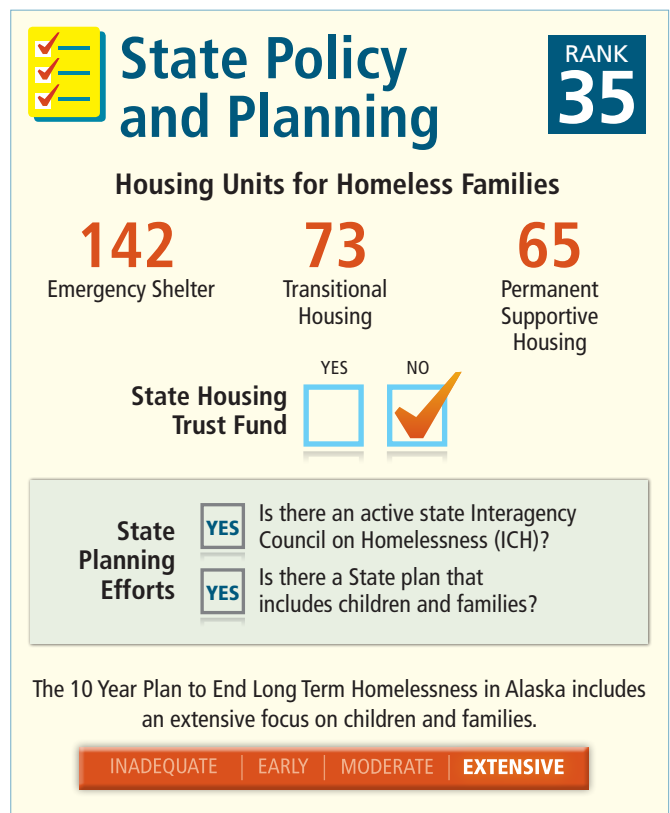 State Policy
and Planning
RANK
35
Housing Units for Homeless Families
142
Emergency Shelter
73
Transitional
Housing
65
Permanent
Supportive
Housing
State Housing
Trust Fund
YES
NO
State
Planning
Efforts
YES
Is there an active state Interagency
Council on Homelessness (ICH)?
YES
Is there a State plan that
includes children and families?
The 10 Year Plan to End Long Term Homelessness in Alaska includes
an extensive focus on children and families.
INADEQUATE | EARLY | MODERATE | EXTENSIVE